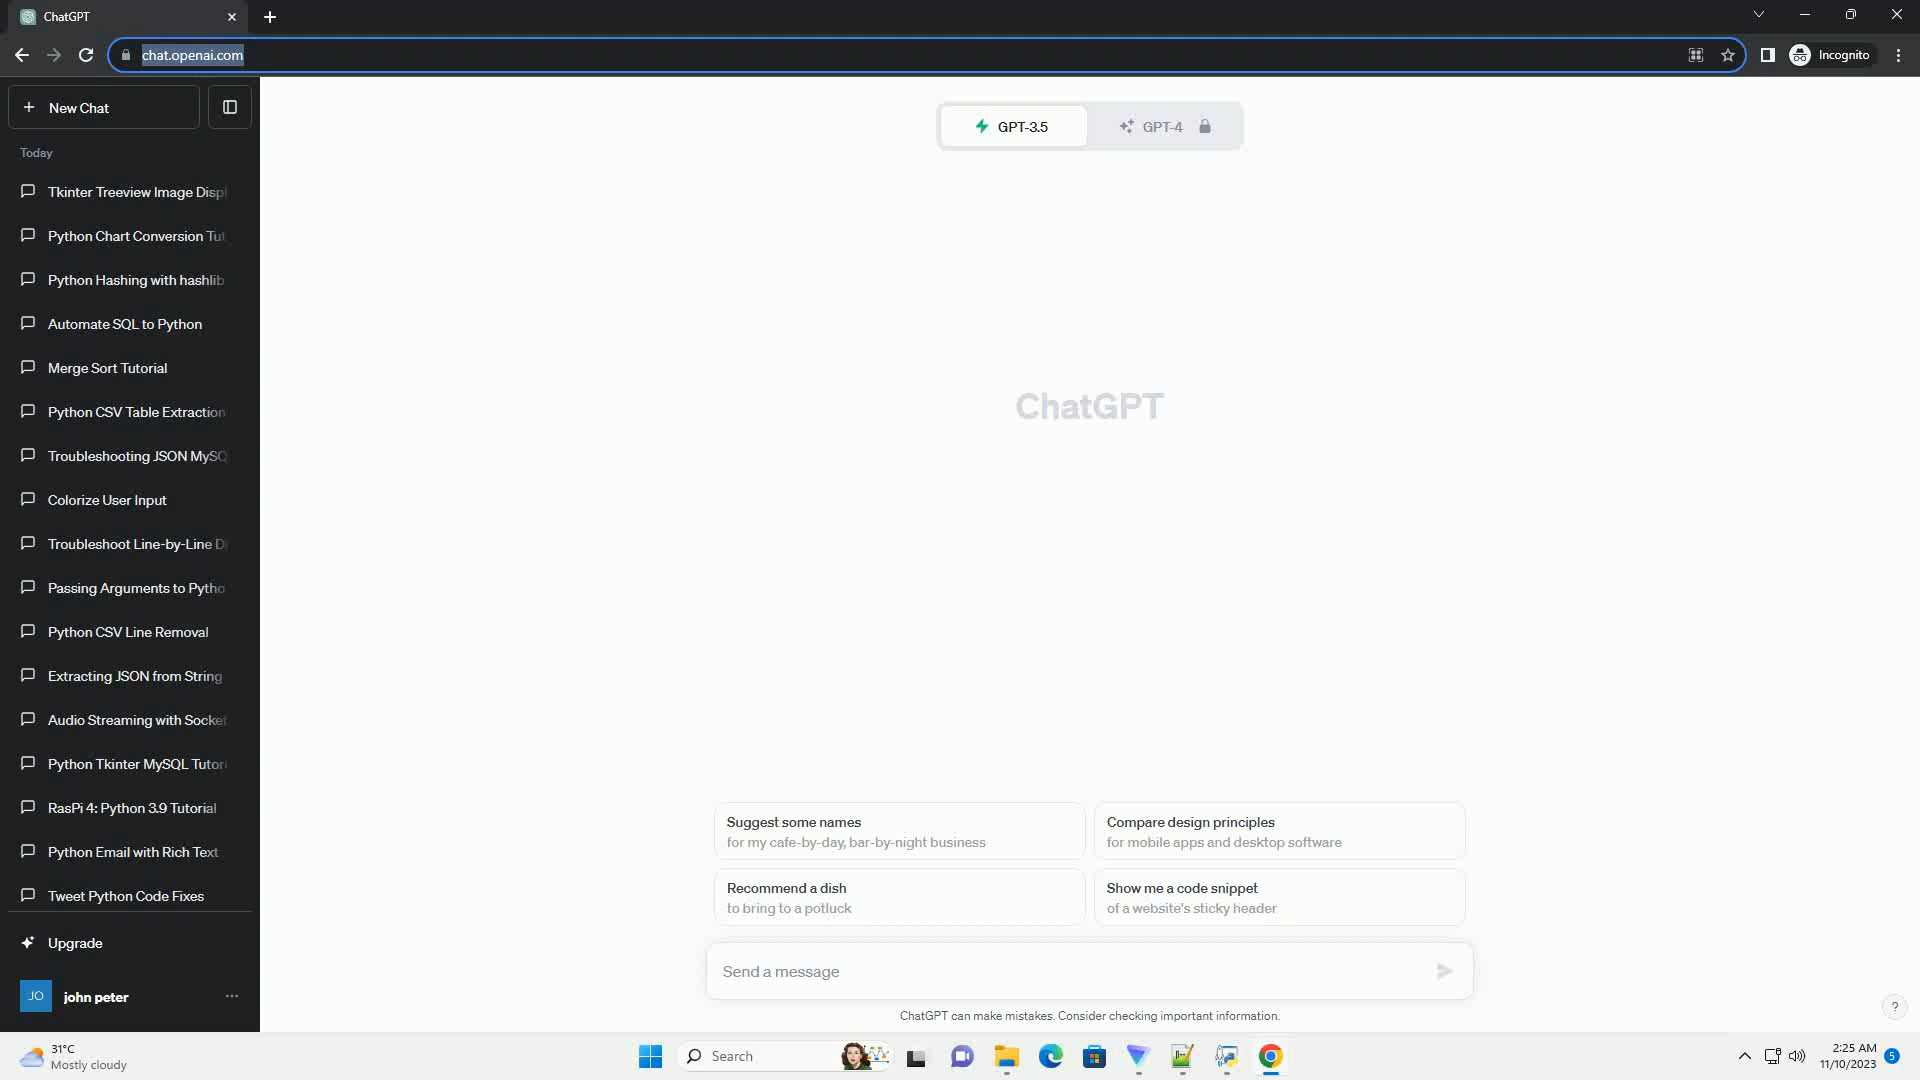 ChatGPT
chat.openai.com
Incognito
New Chat
GPT-3.5
GPT-4
Today
Tkinter Treeview Image Displ
Python Chart Conversion Tut
Python Hashing with hashlib
Automate SQL to Python
Merge Sort Tutorial
Python CSV Table Extraction
Troubleshooting JSON MySQ
Colorize User Input
Troubleshoot Line-by-Line D
Passing Arguments to Pytho
Python CSV Line Removal
Extracting JSON from String
Audio Streaming with Socket
Python Tkinter MySQL Tutori
RasPi 4: Python 3.9 Tutorial
Python Email with Rich Text
Tweet Python Code Fixes
Upgrade
JO
john peter
ChatGPT
Suggest some names
for my cafe-by-day, bar-by-night business
Compare design principles
for mobile apps and desktop software
Recommend a dish
to bring to a potluck
Show me a code snippet
of a website's sticky header
Send a message
ChatGPT can make mistakes. Consider checking important information.
?
31°C
Mostly cloudy
Search
2:25 AM
11/10/2023
5